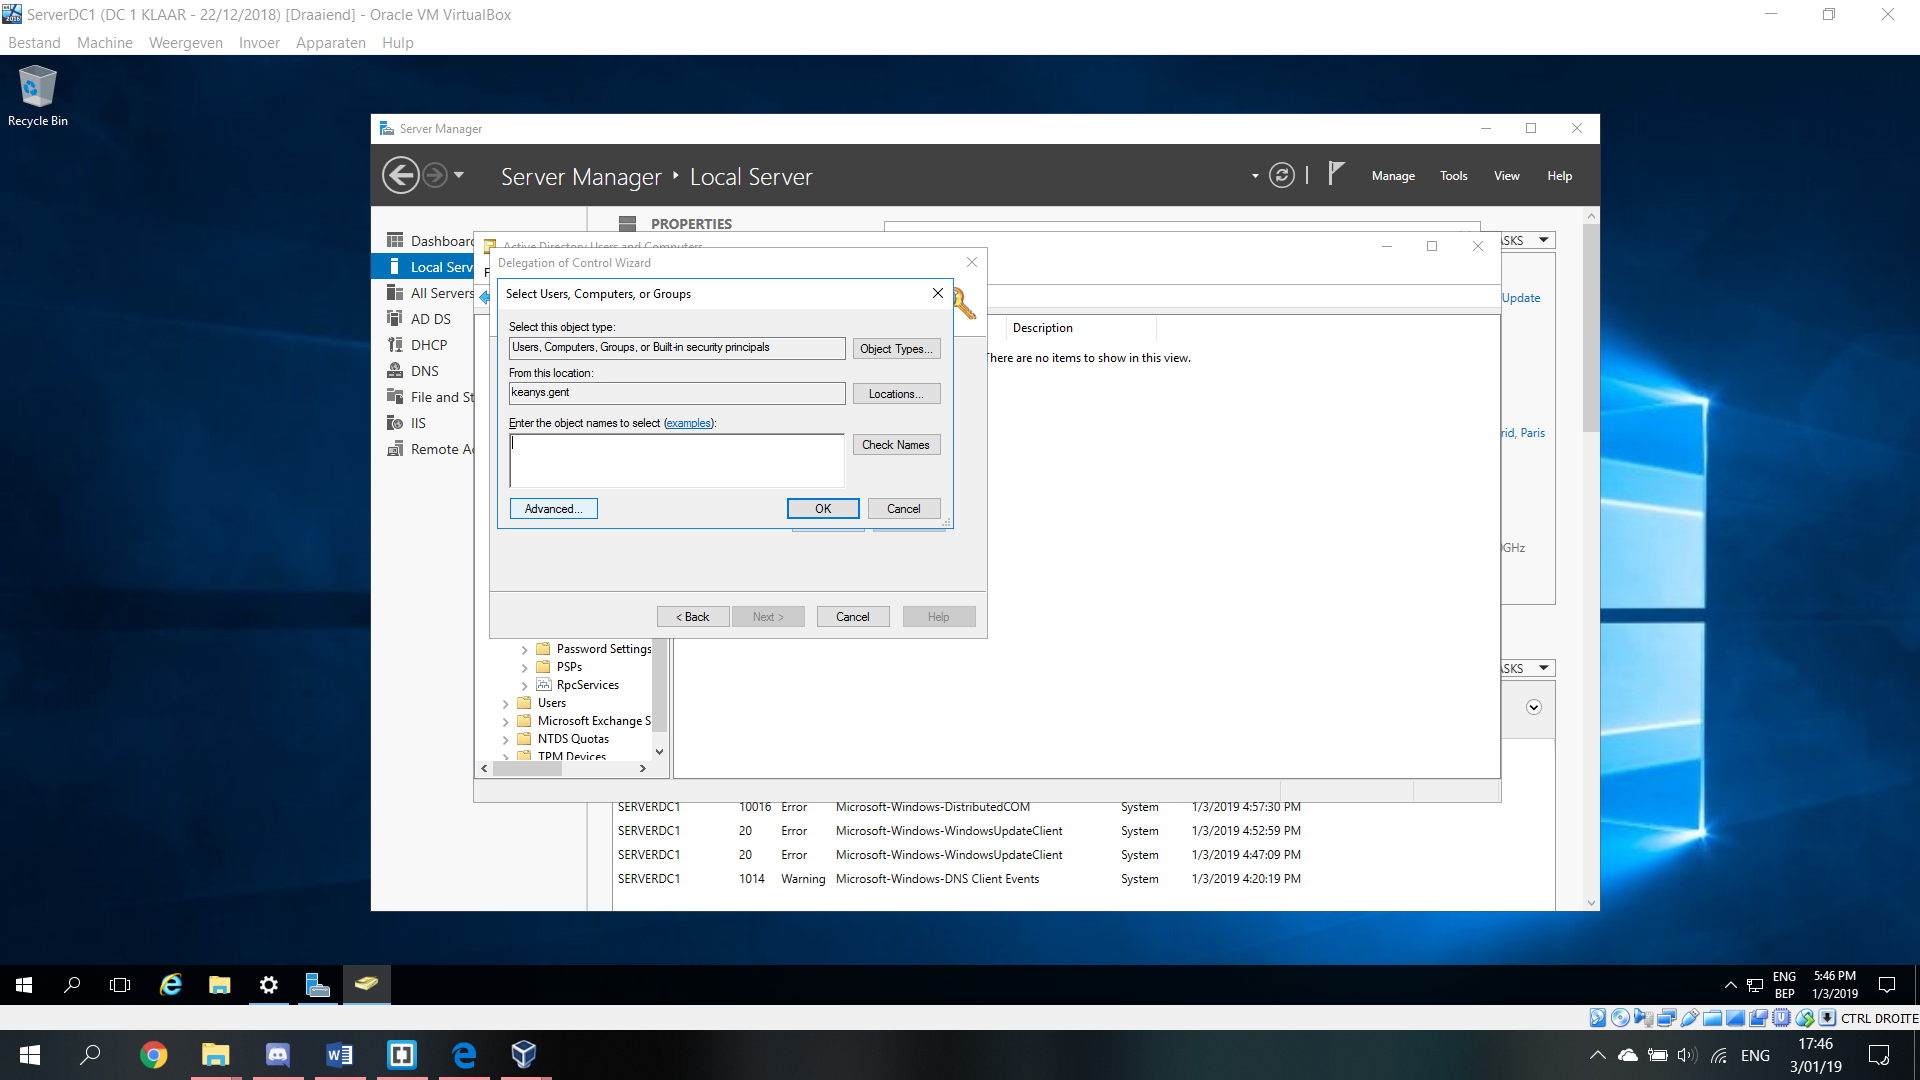 ServerDC1 (DC 1 KLAAR - 22/12/2018) [Draaiend] - Oracle VM VirtualBox
Bestand Machine Weergeven Invoer Apparaten Hulp
Recycle Bin
Server Manager
Server Manager ‣ Local Server
Manage Tools View Help
Dashboard
Local Serv
All Servers
AD DS
DHCP
DNS
File and St
IIS
Remote Ac
PROPERTIES
ASKS
Active Directory Users and Computers
Delegation of Control Wizard
Select Users, Computers, or Groups
Select this object type:
Users, Computers, Groups, or Built-in security principals
Object Types...
From this location:
keanys.gent
Locations...
Enter the object names to select (examples):
Check Names
Advanced...
OK
Cancel
< Back
Next >
Cancel
Help
Description
There are no items to show in this view.
Update
rid, Paris
GHz
ASKS
Password Settings
PSPs
RpcServices
Users
Microsoft Exchange S
NTDS Quotas
TPM Devices
SERVERDC1 10016 Error Microsoft-Windows-DistributedCOM System 1/3/2019 4:57:30 PM
SERVERDC1 20 Error Microsoft-Windows-WindowsUpdateClient System 1/3/2019 4:52:59 PM
SERVERDC1 20 Error Microsoft-Windows-WindowsUpdateClient System 1/3/2019 4:47:09 PM
SERVERDC1 1014 Warning Microsoft-Windows-DNS Client Events System 1/3/2019 4:20:19 PM
ENG
BEP
5:46 PM
1/3/2019
CTRL DROITE
ENG
17:46
3/01/19